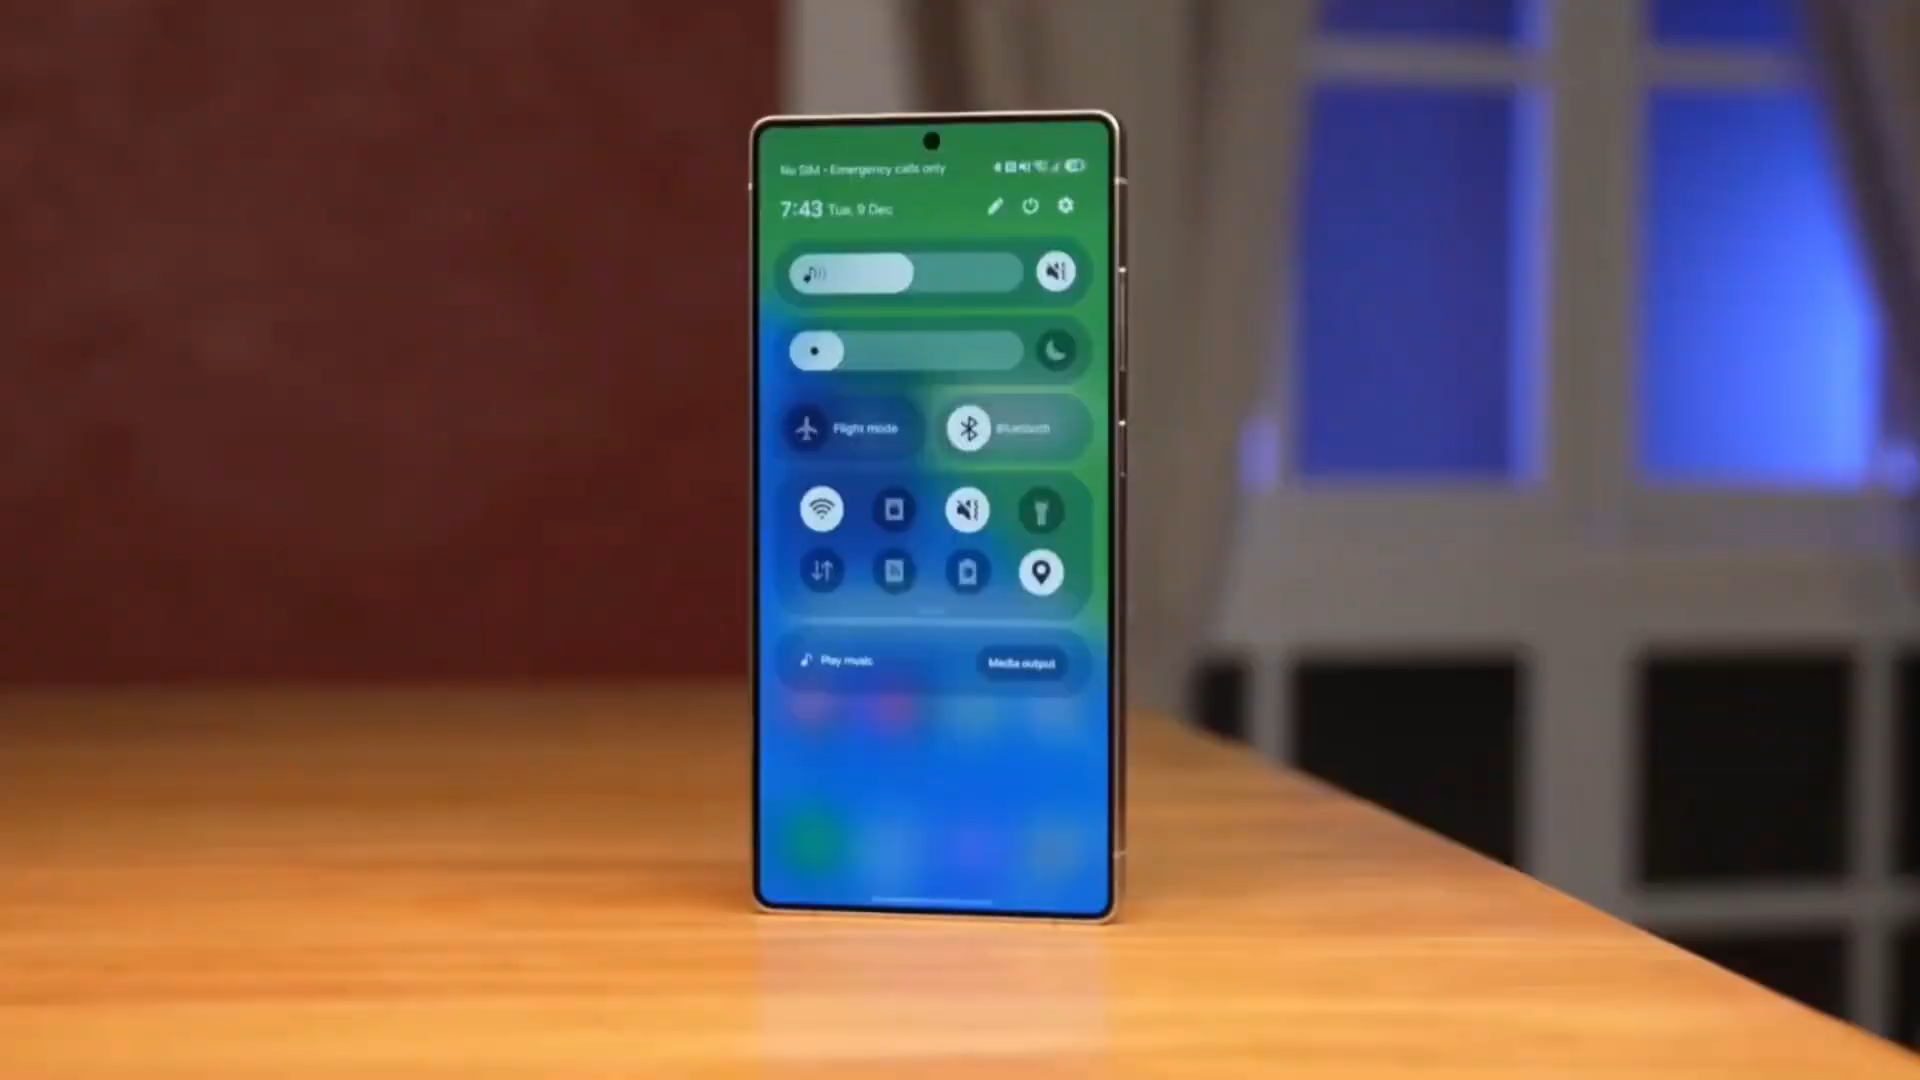 No SIM - Emergency calls only
7:43 Tue, 9 Dec
Flight mode
Bluetooth
Play music
Media output